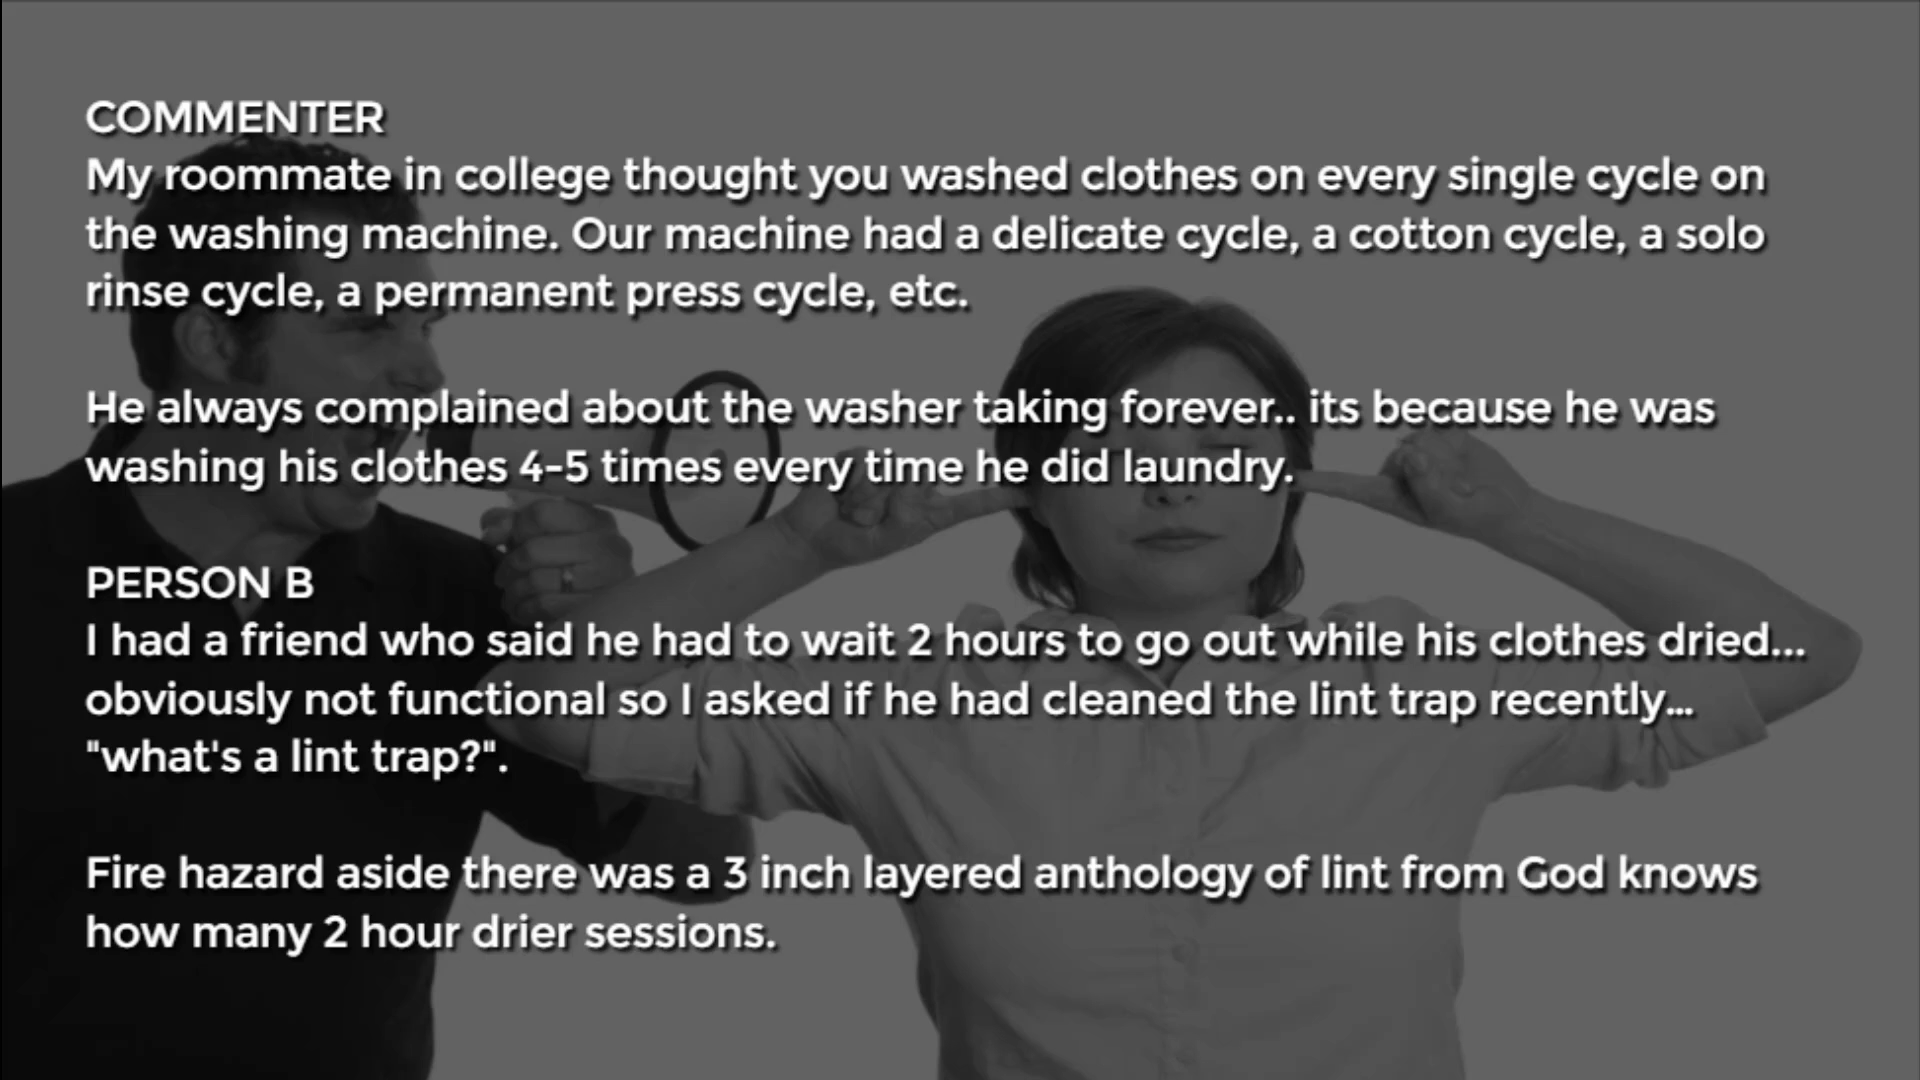 COMMENTER
My roommate in college thought you washed clothes on every single cycle on
the washing machine. Our machine had a delicate cycle, a cotton cycle, a solo
rinse cycle, a permanent press cycle, etc.
He always complained about the washer taking forever.. its because he was
washing his clothes 4-5 times every time he did laundry.
PERSON B
I had a friend who said he had to wait 2 hours to go out while his clothes dried...
obviously not functional so I asked if he had cleaned the lint trap recently...
"what's a lint trap?".
Fire hazard aside there was a 3 inch layered anthology of lint from God knows
how many 2 hour drier sessions.